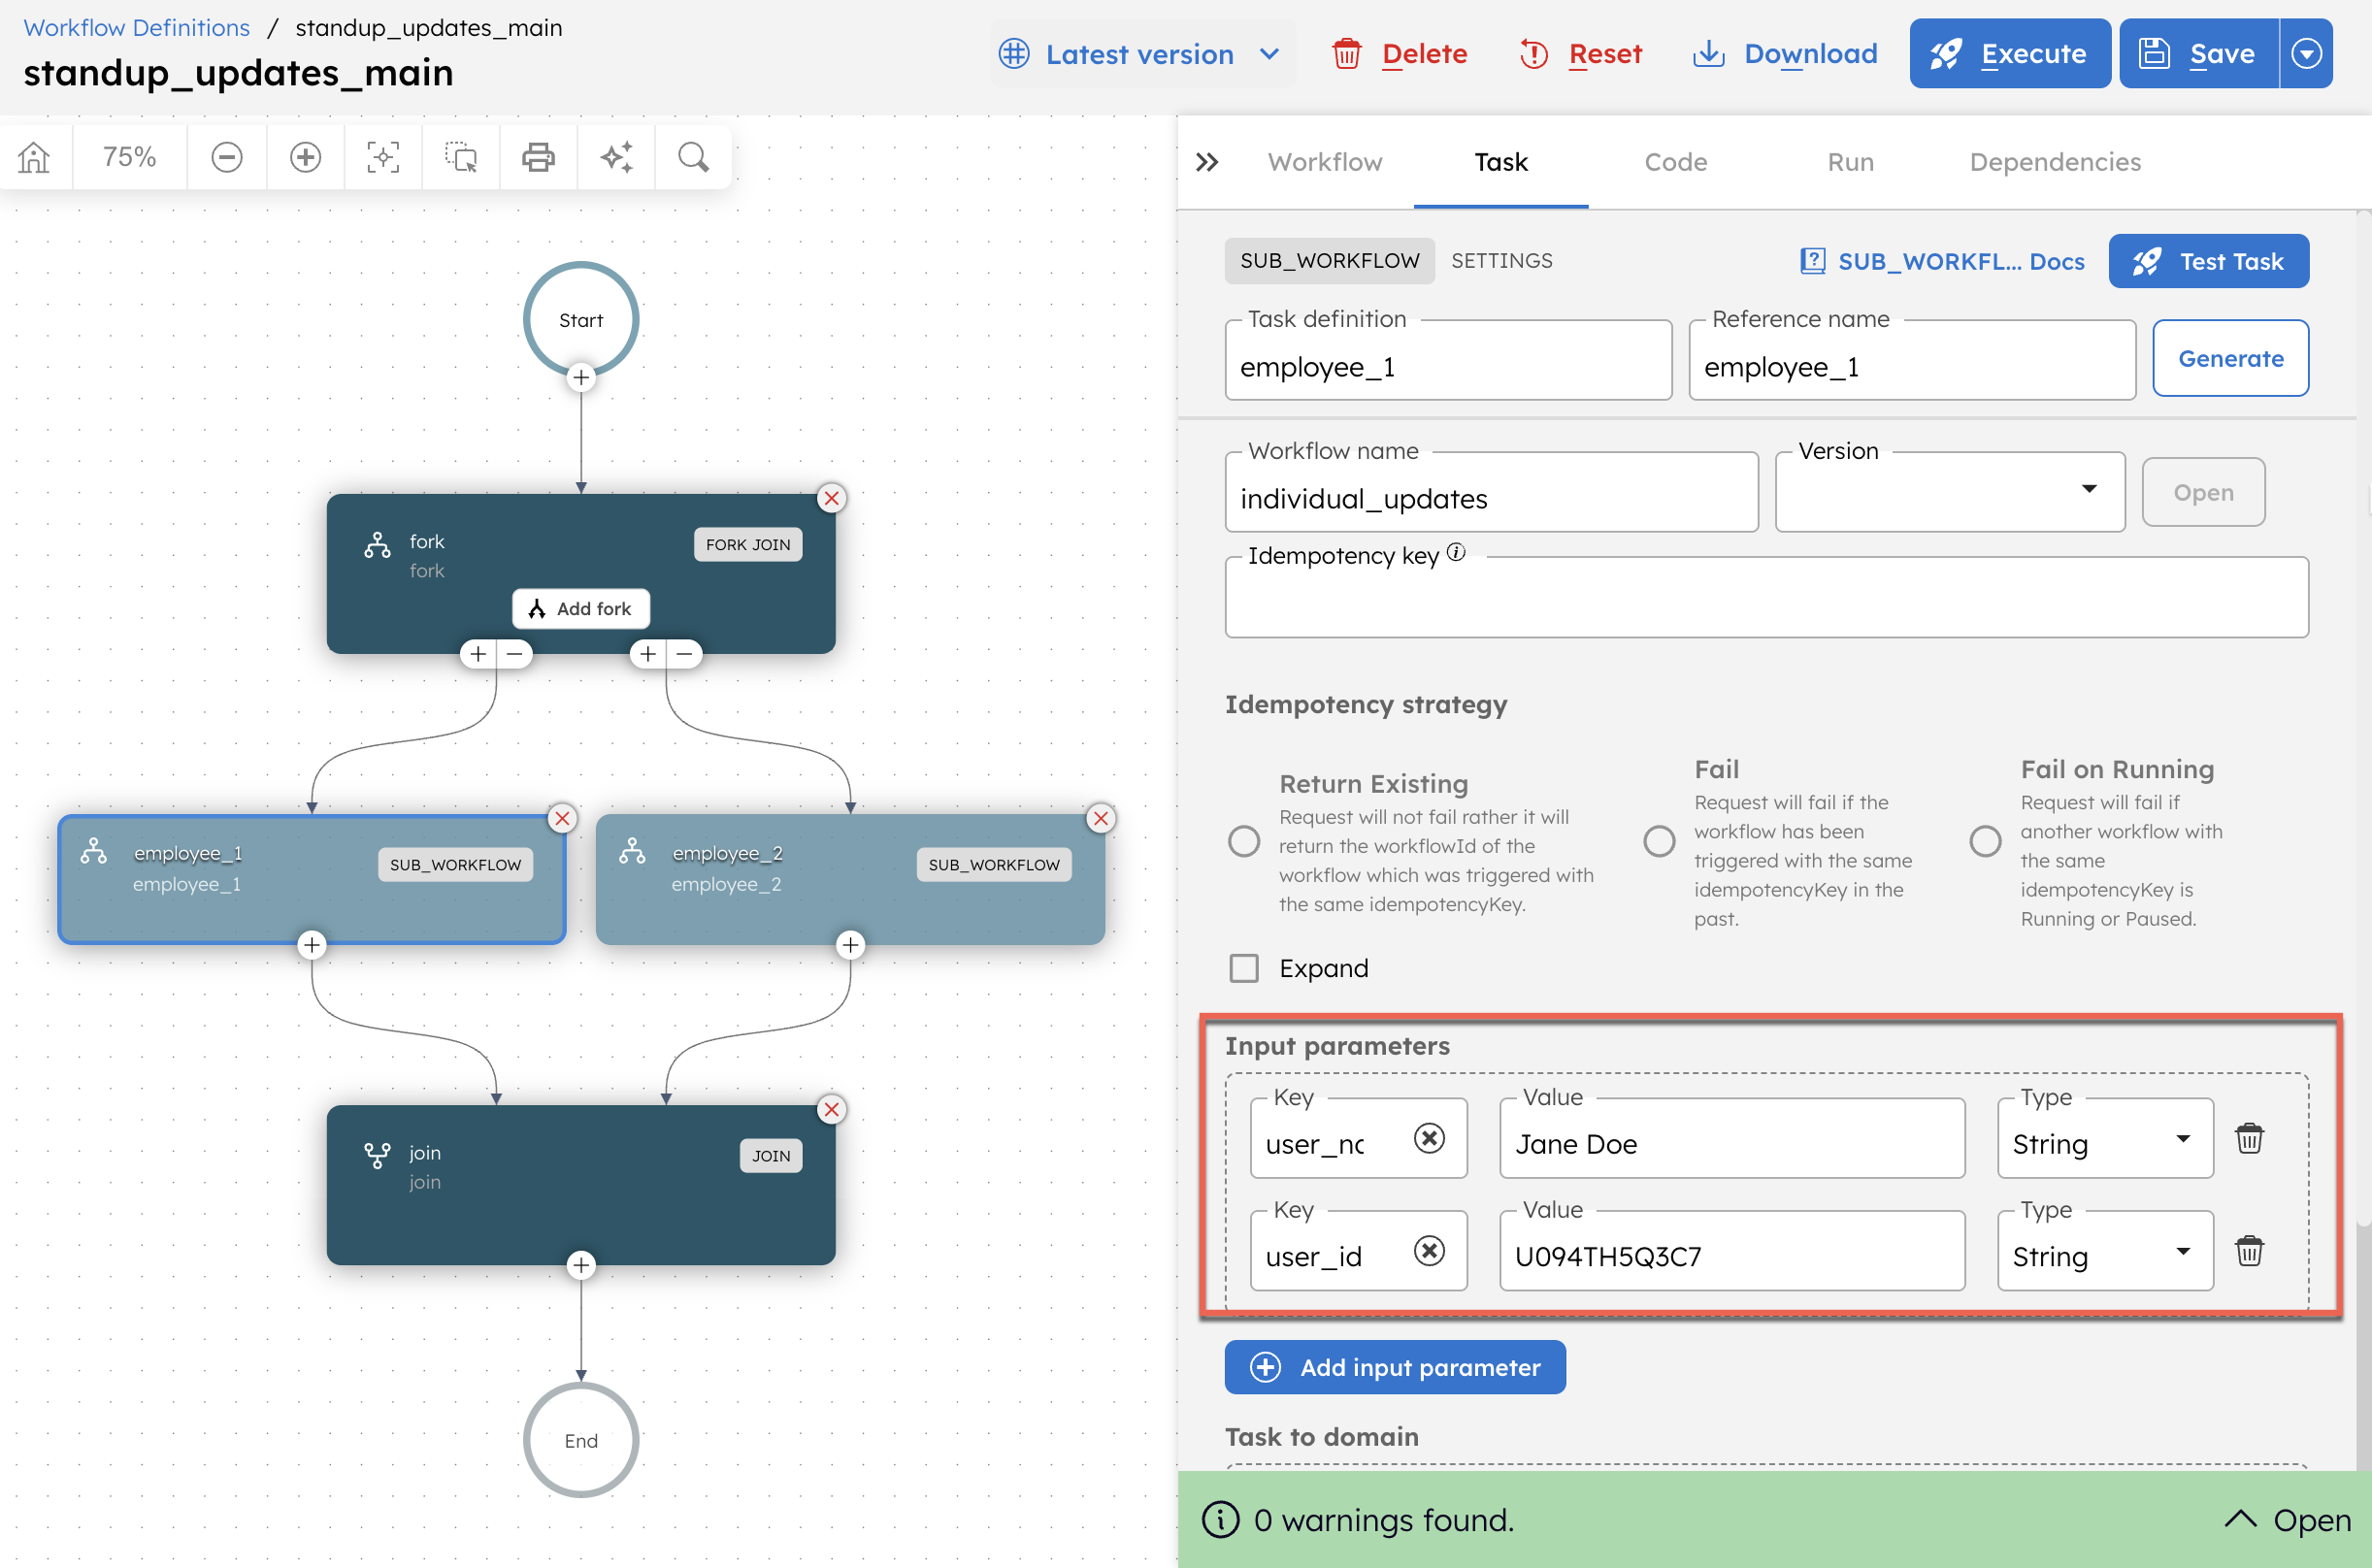 Workflow Definitions / standup_updates_main
standup_updates_main
Latest version
Delete
Reset
Download
Execute
Save
75%
Workflow
Task
Code
Run
Dependencies
SUB_WORKFLOW
SETTINGS
SUB_WORKFL... Docs
Test Task
Task definition
employee_1
Reference name
employee_1
Generate
Workflow name
individual_updates
Version
Open
Idempotency key
Idempotency strategy
Return Existing
Request will not fail rather it will
return the workflowId of the
workflow which was triggered with
the same idempotencyKey.
Fail
Request will fail if the
workflow has been
triggered with the same
idempotencyKey in the
past.
Fail on Running
Request will fail if
another workflow with
the same
idempotencyKey is
Running or Paused.
Expand
Input parameters
Key
Value
Type
Jane Doe
String
Key
user_id
Value
U094TH5Q3C7
Type
String
Add input parameter
Task to domain
0 warnings found.
Open
Start
fork
fork
FORK JOIN
Add fork
employee_1
employee_1
SUB_WORKFLOW
employee_2
employee_2
SUB_WORKFLOW
join
join
JOIN
End